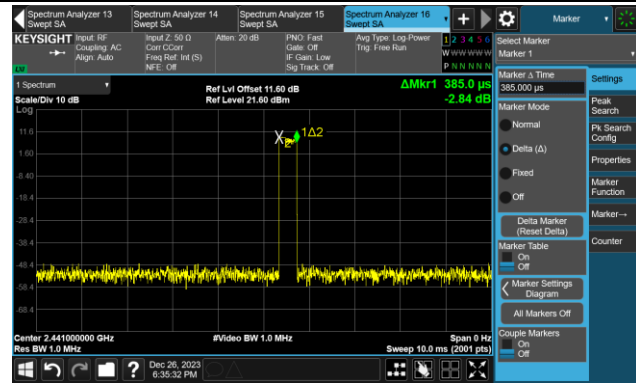 Spectrum Analyzer 13
Swept SA
Spectrum Analyzer 14
Swept SA
Spectrum Analyzer 15
Swept SA
Spectrum Analyzer 16
Swept SA
Marker
KEYSIGHT
Input: RF
Coupling: AC
Align: Auto
Input Z: 50 Ω
Corr CCorr
Freq Ref: Int (S)
NFE: Off
Atten: 20 dB
PNO: Fast
Gate: Off
IF Gain: Low
Sig Track: Off
Avg Type: Log-Power
Trig: Free Run
1 2 3 4 5 6
W W W W W W
P N N N N N
Select Marker
Marker 1
1 Spectrum
Scale/Div 10 dB
Log
Ref Lvl Offset 11.60 dB
Ref Level 21.60 dBm
ΔMkr1 385.0 µs
-2.84 dB
11.6
1.60
-8.40
-18.4
-28.4
-38.4
-48.4
-58.4
-68.4
X2
1Δ2
Center 2.441000000 GHz
Res BW 1.0 MHz
#Video BW 1.0 MHz
Span 0 Hz
Sweep 10.0 ms (2001 pts)
Marker Δ Time
385.000 µs
Marker Mode
Normal
Delta (Δ)
Fixed
Off
Delta Marker
(Reset Delta)
Marker Table
On
Off
Marker Settings
Diagram
All Markers Off
Couple Markers
On
Off
Settings
Peak
Search
Pk Search
Config
Properties
Marker
Function
Marker→
Counter
Dec 26, 2023
6:35:32 PM